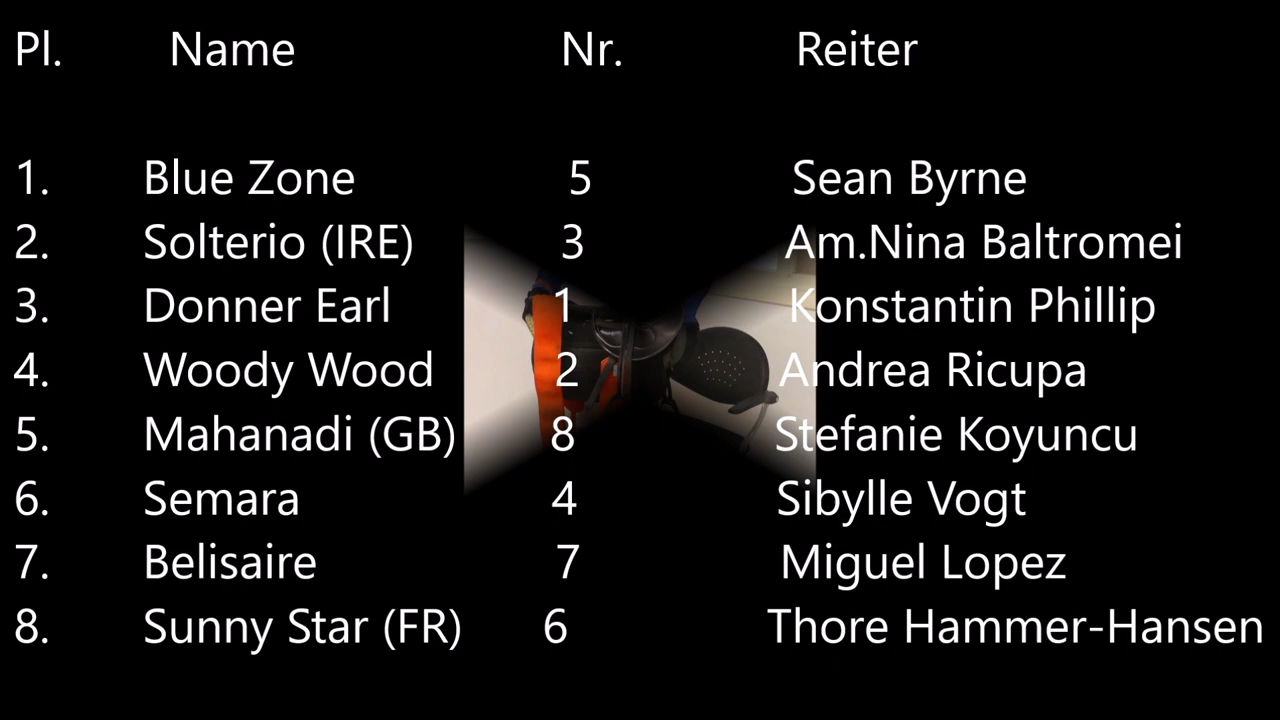 Pl. Name Nr. Reiter
1. Blue Zone 5 Sean Byrne
2. Solterio (IRE) 3 Am.Nina Baltromei
3. Donner Earl 1 Konstantin Phillip
4. Woody Wood 2 Andrea Ricupa
5. Mahanadi (GB) 8 Stefanie Koyuncu
6. Semara 4 Sibylle Vogt
7. Belisaire 7 Miguel Lopez
8. Sunny Star (FR) 6 Thore Hammer-Hansen